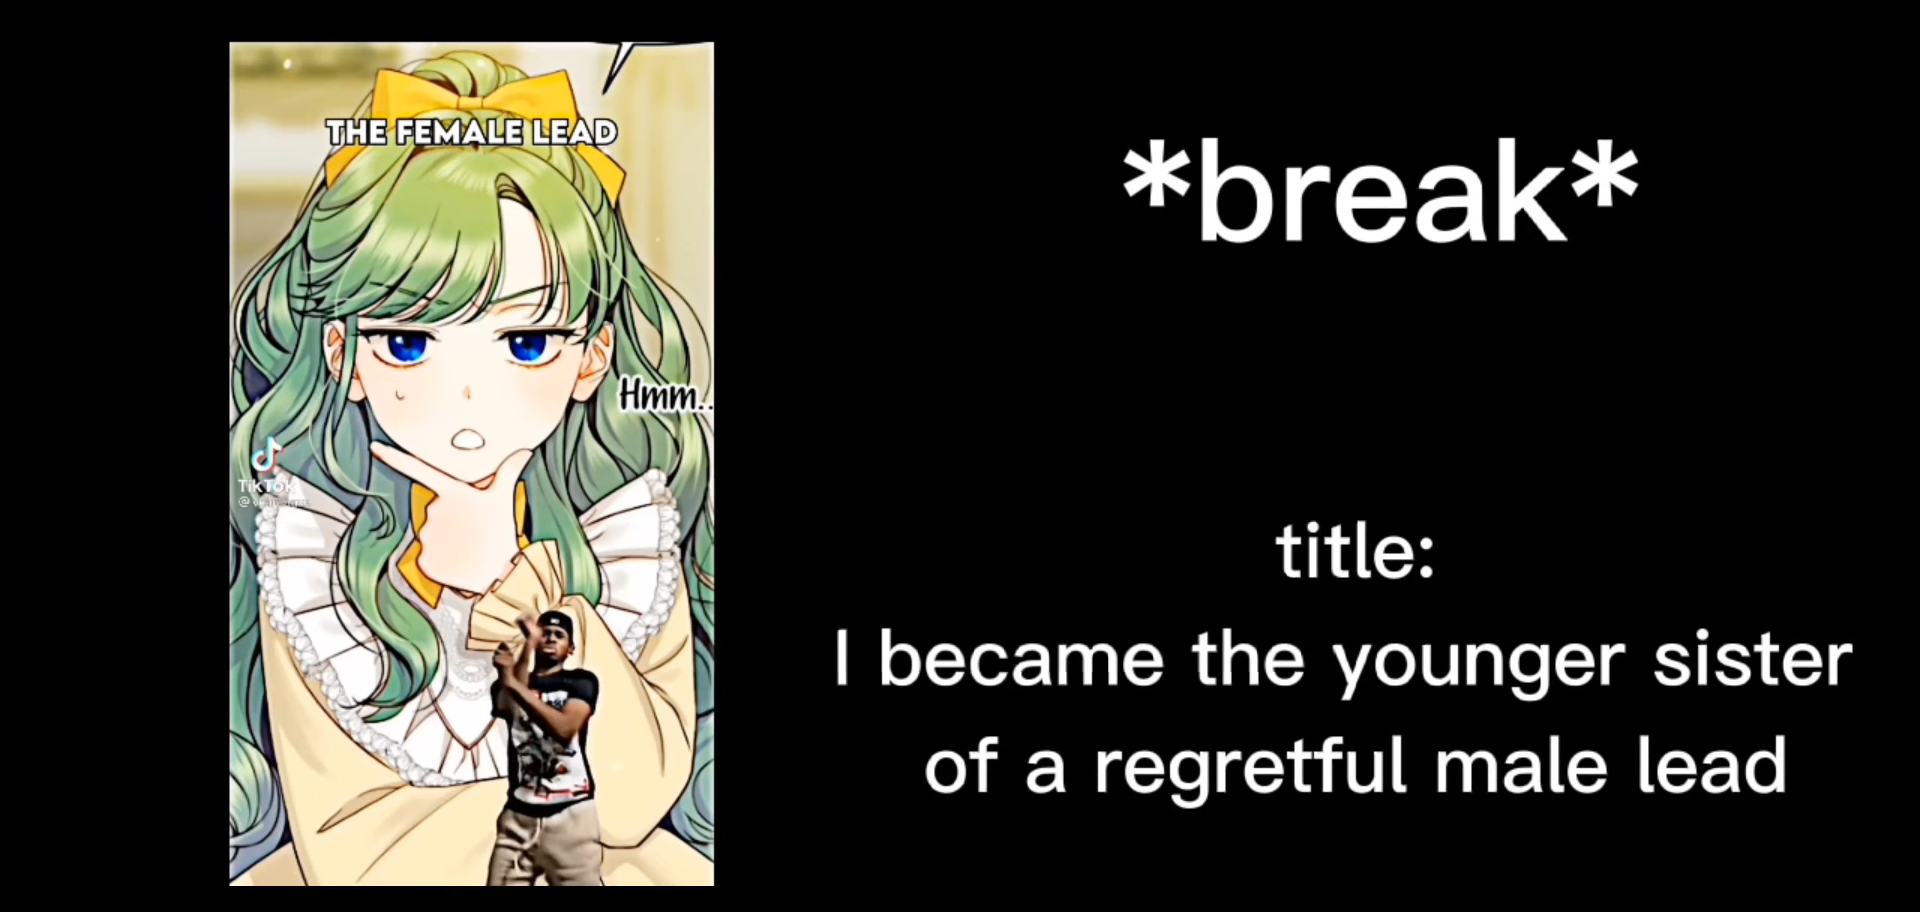 THE FEMALE LEAD
Hmm..
TikTok
*break*
title:
I became the younger sister
of a regretful male lead